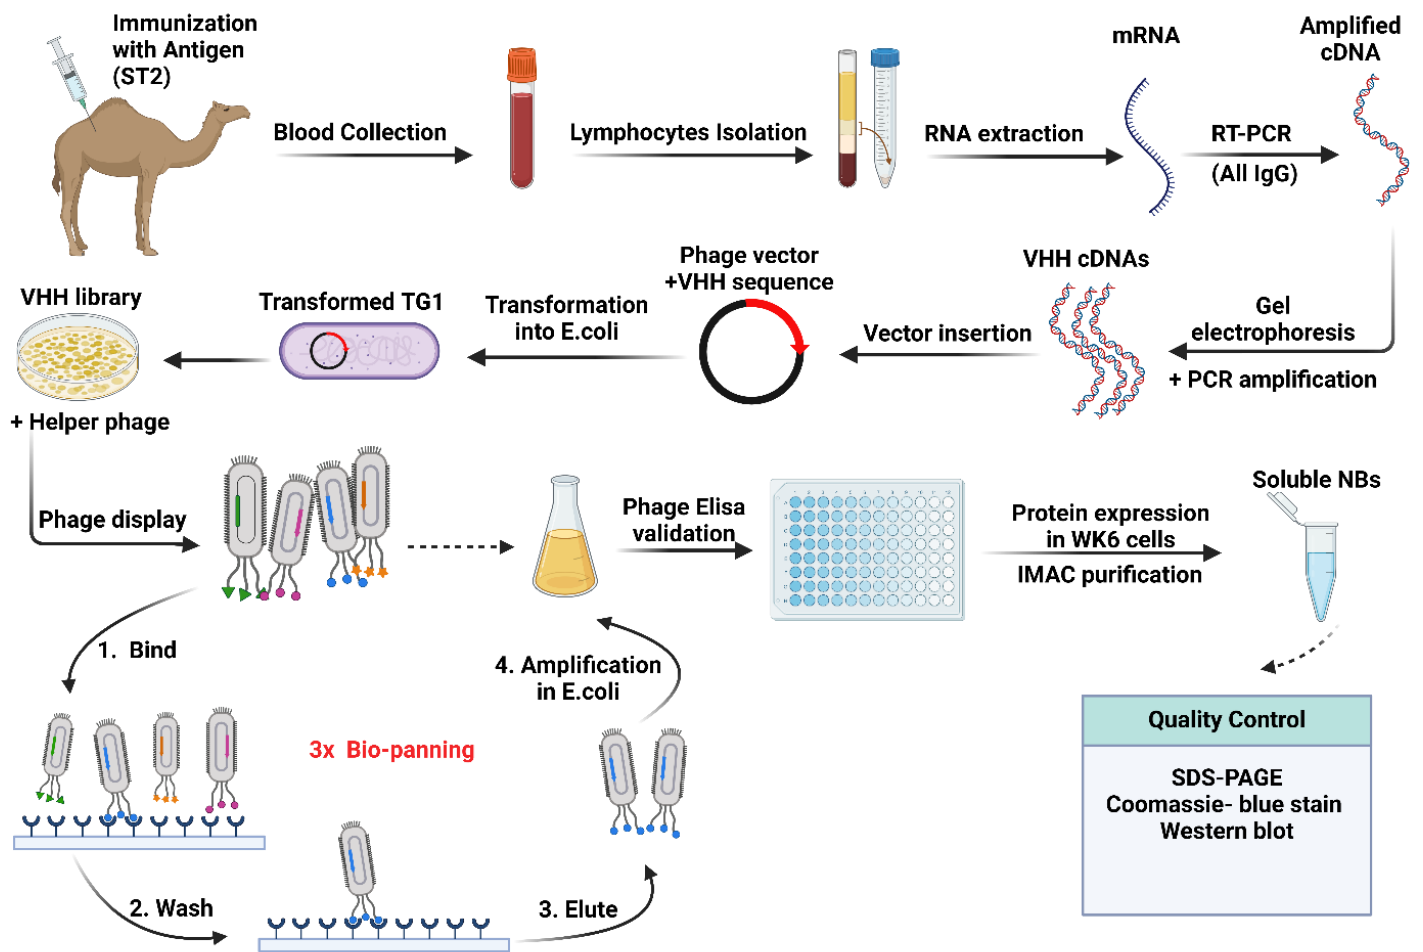 Immunization
with Antigen
(ST2)
Blood Collection
Lymphocytes Isolation
RNA extraction
mRNA
RT-PCR
(All IgG)
Amplified
cDNA
VHH library
Transformed TG1
Transformation
into E.coli
Phage vector
+VHH sequence
Vector insertion
VHH cDNAs
Gel
electrophoresis
+ PCR amplification
+ Helper phage
Phage display
Phage Elisa
validation
Protein expression
in WK6 cells
IMAC purification
Soluble NBs
1. Bind
4. Amplification
in E.coli
3x Bio-panning
2. Wash
3. Elute
Quality Control
SDS-PAGE
Coomassie- blue stain
Western blot